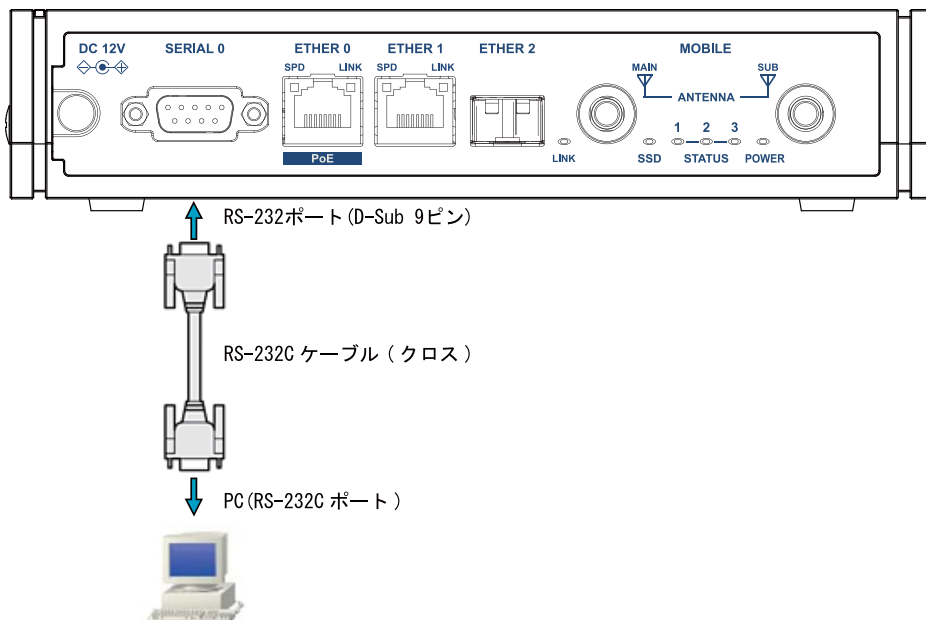 DC 12V SERIAL 0 ETHER 0 ETHER 1 ETHER 2 MOBILE
SPD LINK SPD LINK MAIN SUB
ANTENNA
1 2 3
PoE LINK SSD STATUS POWER
RS-232ポート(D-Sub 9ピン)
RS-232C ケーブル ( クロス )
PC(RS-232C ポート )